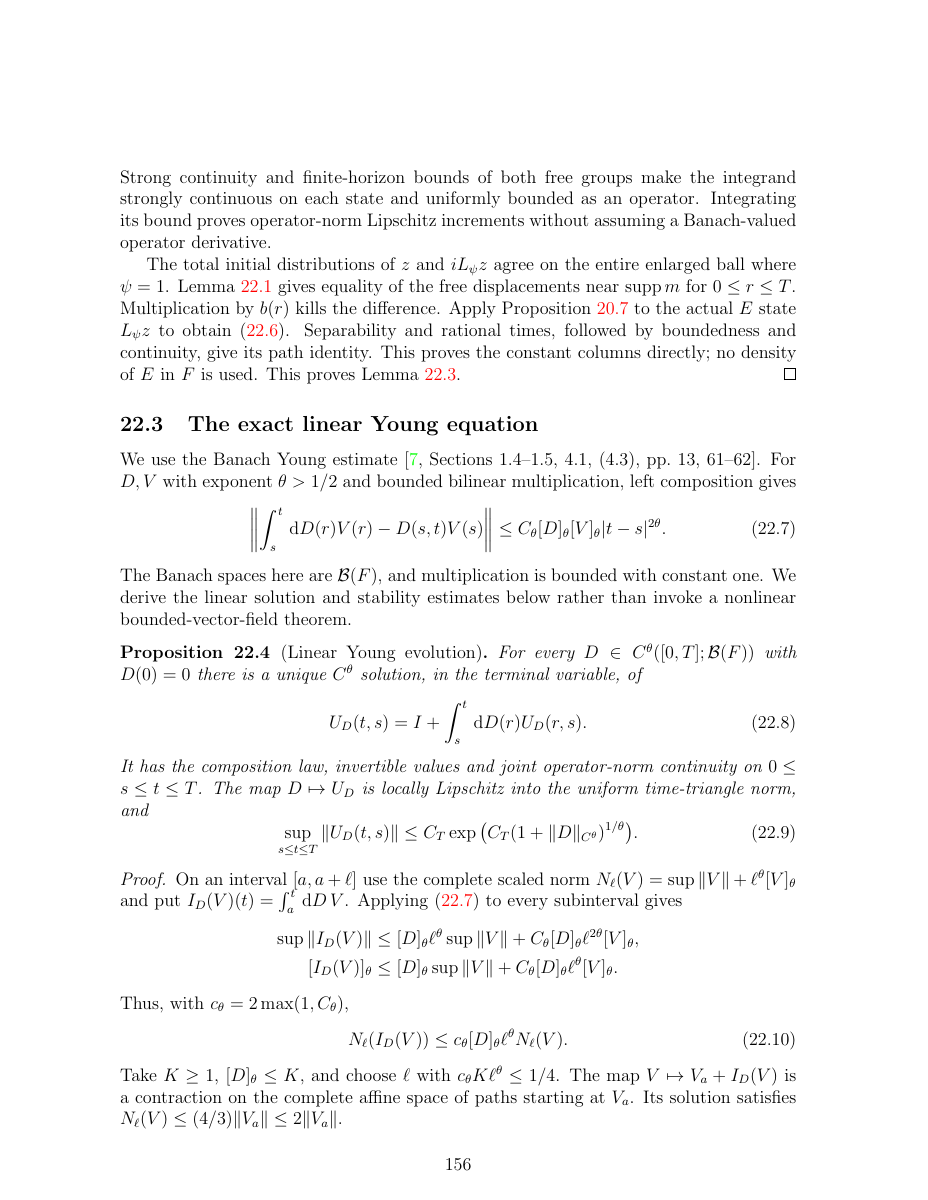 Strong continuity and finite-horizon bounds of both free groups make the integrand
strongly continuous on each state and uniformly bounded as an operator. Integrating
its bound proves operator-norm Lipschitz increments without assuming a Banach-valued
operator derivative.
The total initial distributions of z and iL_ψz agree on the entire enlarged ball where
ψ = 1. Lemma 22.1 gives equality of the free displacements near supp m for 0 ≤ r ≤ T.
Multiplication by b(r) kills the difference. Apply Proposition 20.7 to the actual E state
L_ψz to obtain (22.6). Separability and rational times, followed by boundedness and
continuity, give its path identity. This proves the constant columns directly; no density
of E in F is used. This proves Lemma 22.3. □
22.3 The exact linear Young equation
We use the Banach Young estimate [7, Sections 1.4–1.5, 4.1, (4.3), pp. 13, 61–62]. For
D, V with exponent θ > 1/2 and bounded bilinear multiplication, left composition gives
‖∫_s^t dD(r)V(r) − D(s, t)V(s)‖ ≤ C_θ[D]_θ[V]_θ|t − s|^{2θ}. (22.7)
The Banach spaces here are 𝓑(F), and multiplication is bounded with constant one. We
derive the linear solution and stability estimates below rather than invoke a nonlinear
bounded-vector-field theorem.
Proposition 22.4 (Linear Young evolution). For every D ∈ C^θ([0, T]; 𝓑(F)) with
D(0) = 0 there is a unique C^θ solution, in the terminal variable, of
U_D(t, s) = I + ∫_s^t dD(r)U_D(r, s). (22.8)
It has the composition law, invertible values and joint operator-norm continuity on 0 ≤
s ≤ t ≤ T. The map D ↦ U_D is locally Lipschitz into the uniform time-triangle norm,
and
sup_{s≤t≤T} ‖U_D(t, s)‖ ≤ C_T exp(C_T(1 + ‖D‖_{C^θ})^{1/θ}). (22.9)
Proof. On an interval [a, a + ℓ] use the complete scaled norm N_ℓ(V) = sup ‖V‖ + ℓ^θ[V]_θ
and put I_D(V)(t) = ∫_a^t dD V. Applying (22.7) to every subinterval gives
sup ‖I_D(V)‖ ≤ [D]_θℓ^θ sup ‖V‖ + C_θ[D]_θℓ^{2θ}[V]_θ,
[I_D(V)]_θ ≤ [D]_θ sup ‖V‖ + C_θ[D]_θℓ^θ[V]_θ.
Thus, with c_θ = 2 max(1, C_θ),
N_ℓ(I_D(V)) ≤ c_θ[D]_θℓ^θN_ℓ(V). (22.10)
Take K ≥ 1, [D]_θ ≤ K, and choose ℓ with c_θKℓ^θ ≤ 1/4. The map V ↦ V_a + I_D(V) is
a contraction on the complete affine space of paths starting at V_a. Its solution satisfies
N_ℓ(V) ≤ (4/3)‖V_a‖ ≤ 2‖V_a‖.
156